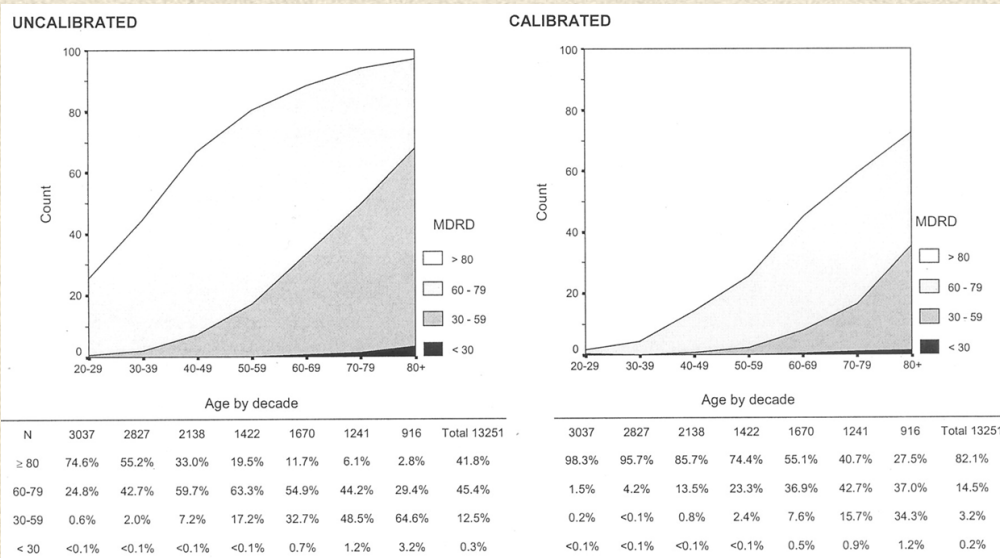 UNCALIBRATED
100
80
60
40
20
0
Count
20-29 30-39 40-49 50-59 60-69 70-79 80+
Age by decade
MDRD
> 80
60 - 79
30 - 59
< 30
N 3037 2827 2138 1422 1670 1241 916 Total 13251
≥ 80 74.6% 55.2% 33.0% 19.5% 11.7% 6.1% 2.8% 41.8%
60-79 24.8% 42.7% 59.7% 63.3% 54.9% 44.2% 29.4% 45.4%
30-59 0.6% 2.0% 7.2% 17.2% 32.7% 48.5% 64.6% 12.5%
< 30 <0.1% <0.1% <0.1% <0.1% 0.7% 1.2% 3.2% 0.3%
CALIBRATED
100
80
60
40
20
0
Count
20-29 30-39 40-49 50-59 60-69 70-79 80+
Age by decade
MDRD
> 80
60 - 79
30 - 59
< 30
3037 2827 2138 1422 1670 1241 916 Total 13251
98.3% 95.7% 85.7% 74.4% 55.1% 40.7% 27.5% 82.1%
1.5% 4.2% 13.5% 23.3% 36.9% 42.7% 37.0% 14.5%
0.2% <0.1% 0.8% 2.4% 7.6% 15.7% 34.3% 3.2%
<0.1% <0.1% <0.1% <0.1% 0.5% 0.9% 1.2% 0.2%